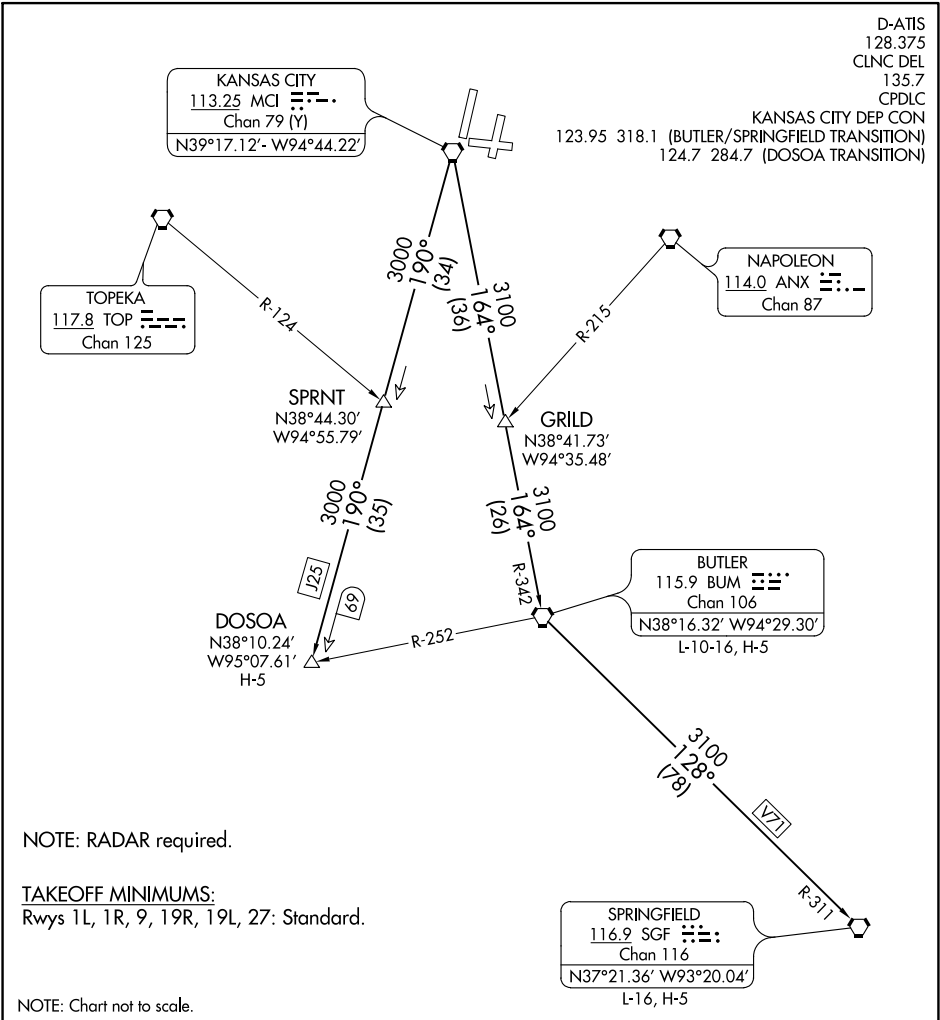 D-ATIS
128.375
CLNC DEL
135.7
CPDLC
KANSAS CITY DEP CON
123.95 318.1 (BUTLER/SPRINGFIELD TRANSITION)
124.7 284.7 (DOSOA TRANSITION)
KANSAS CITY
113.25 MCI
Chan 79 (Y)
N39°17.12'- W94°44.22'
TOPEKA
117.8 TOP
Chan 125
NAPOLEON
114.0 ANX
Chan 87
R-124
3000
190°
(34)
3100
164°
(36)
R-215
SPRNT
N38°44.30'
W94°55.79'
GRILD
N38°41.73'
W94°35.48'
3000
190°
(35)
3100
164°
(26)
J25
69
R-342
BUTLER
115.9 BUM
Chan 106
N38°16.32' W94°29.30'
L-10-16, H-5
DOSOA
N38°10.24'
W95°07.61'
H-5
R-252
3100
128°
(78)
V71
R-311
NOTE: RADAR required.
TAKEOFF MINIMUMS:
Rwys 1L, 1R, 9, 19R, 19L, 27: Standard.
SPRINGFIELD
116.9 SGF
Chan 116
N37°21.36' W93°20.04'
L-16, H-5
NOTE: Chart not to scale.